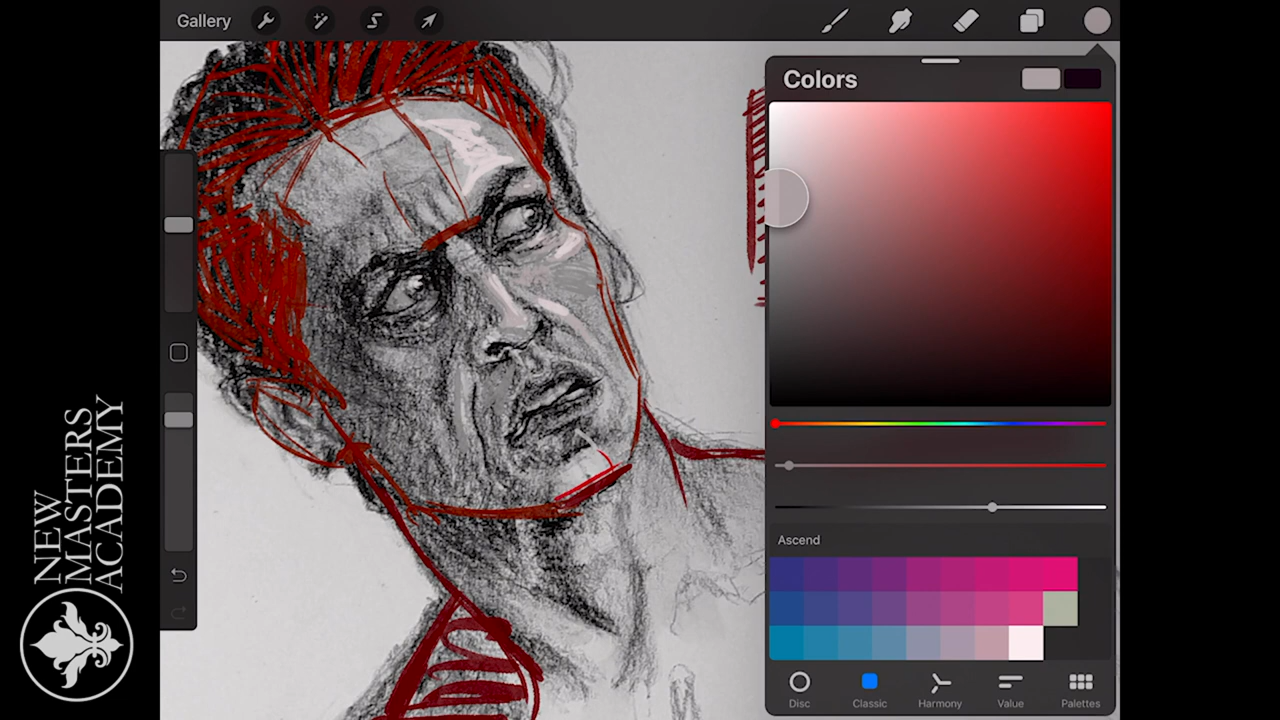 Gallery
Colors
Ascend
Disc
Classic
Harmony
Value
Palettes
NEW
MASTERS
ACADEMY